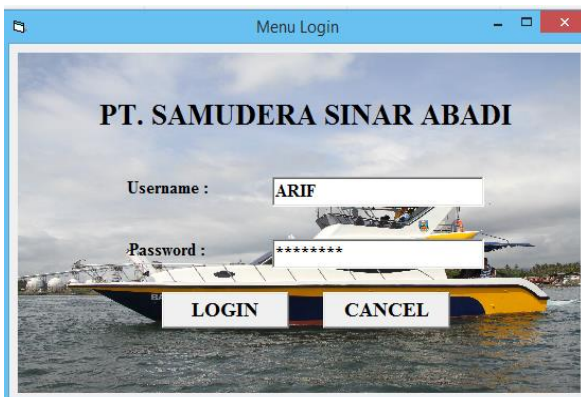 Menu Login
PT. SAMUDERA SINAR ABADI
Username : ARIF
Password : ********
LOGIN CANCEL